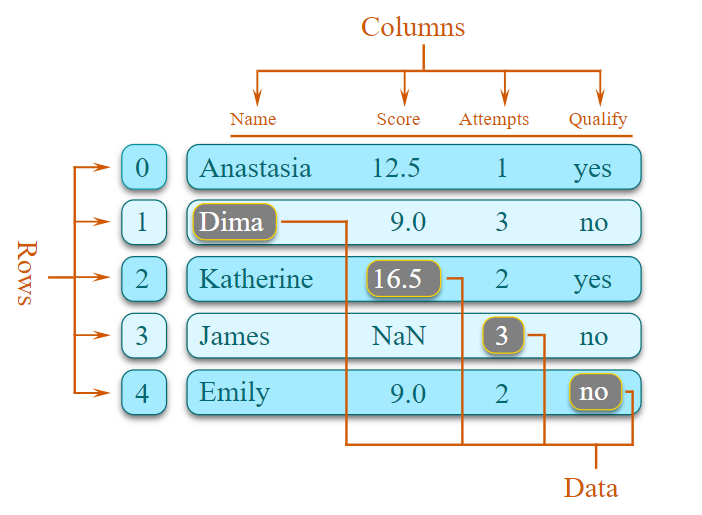 Columns
Name Score Attempts Qualify
0 Anastasia 12.5 1 yes
1 Dima 9.0 3 no
Rows
2 Katherine 16.5 2 yes
3 James NaN 3 no
4 Emily 9.0 2 no
Data